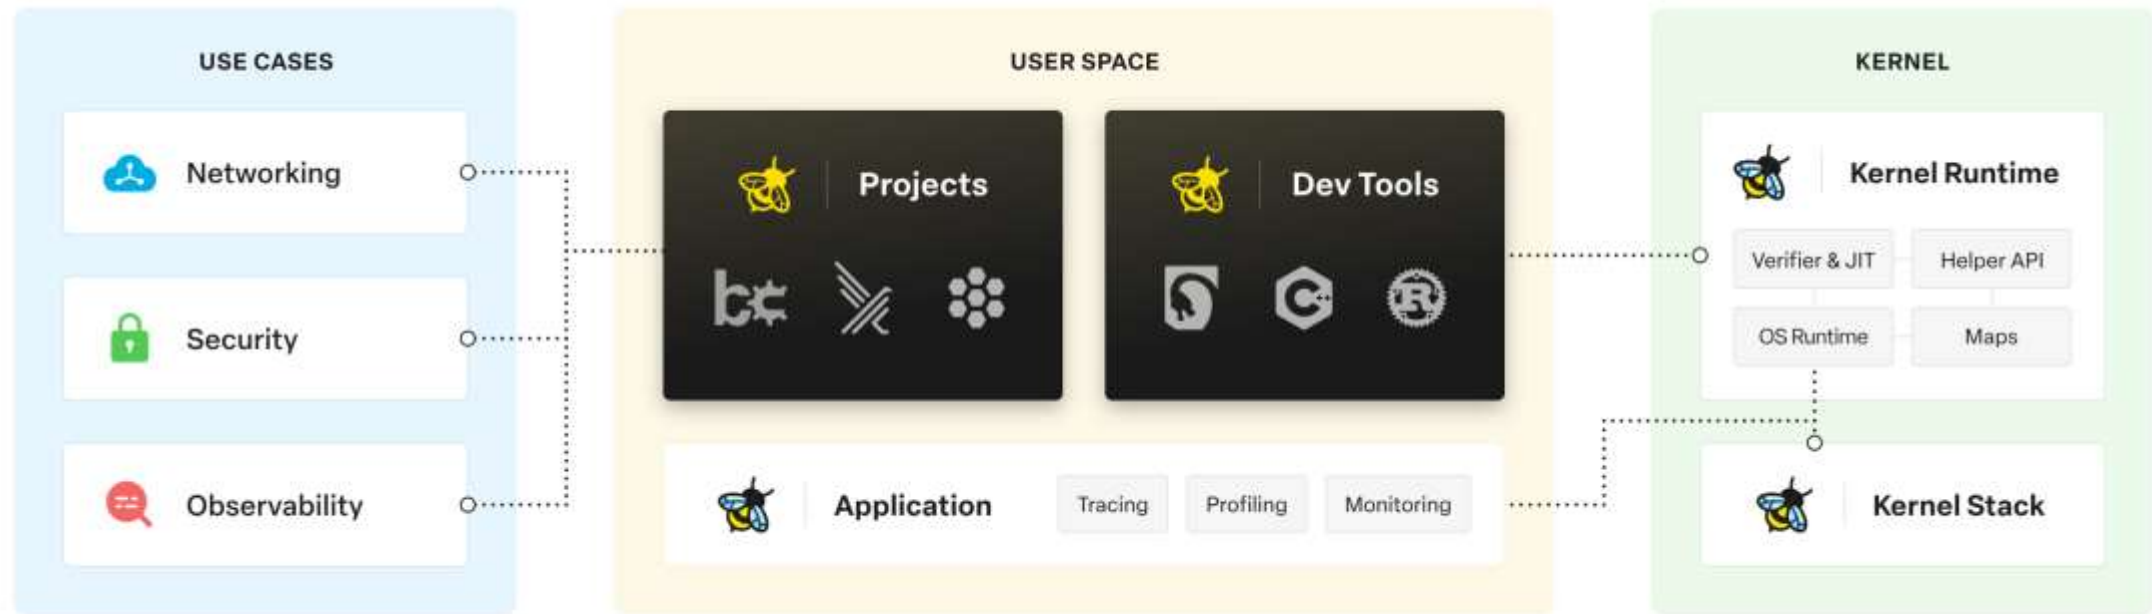 USE CASES
Networking
Security
Observability
USER SPACE
Projects
bc
Dev Tools
C++
R
Application
Tracing
Profiling
Monitoring
KERNEL
Kernel Runtime
Verifier & JIT
Helper API
OS Runtime
Maps
Kernel Stack